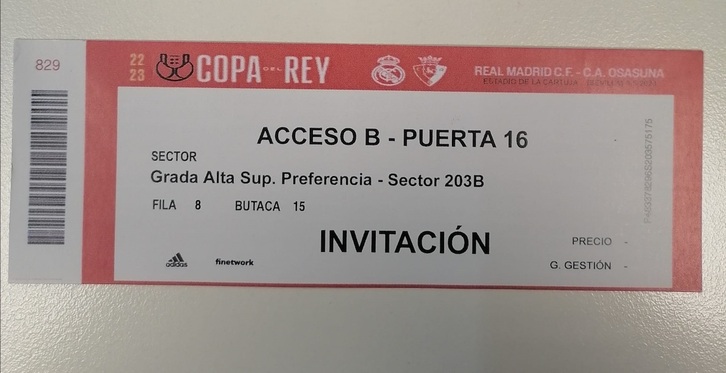 829
22
23
COPA DEL REY
REAL MADRID C.F. - C.A. OSASUNA
ESTADIO DE LA CARTUJA
ACCESO B - PUERTA 16
SECTOR
Grada Alta Sup. Preferencia - Sector 203B
FILA 8 BUTACA 15
INVITACIÓN
PRECIO -
G. GESTIÓN -
adidas
finetwork